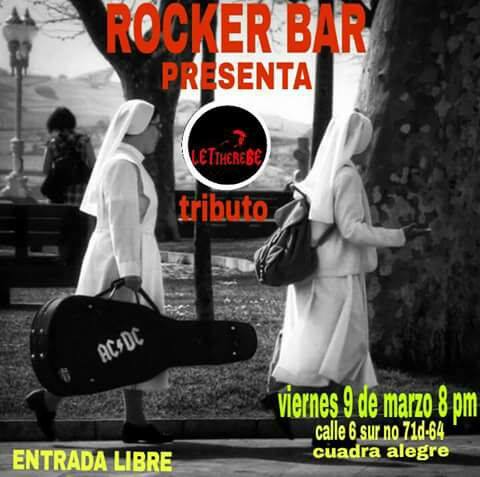 ROCKER BAR
PRESENTA
LETTHEREBE
tributo
AC DC
viernes 9 de marzo 8 pm
calle 6 sur no 71d-64
cuadra alegre
ENTRADA LIBRE